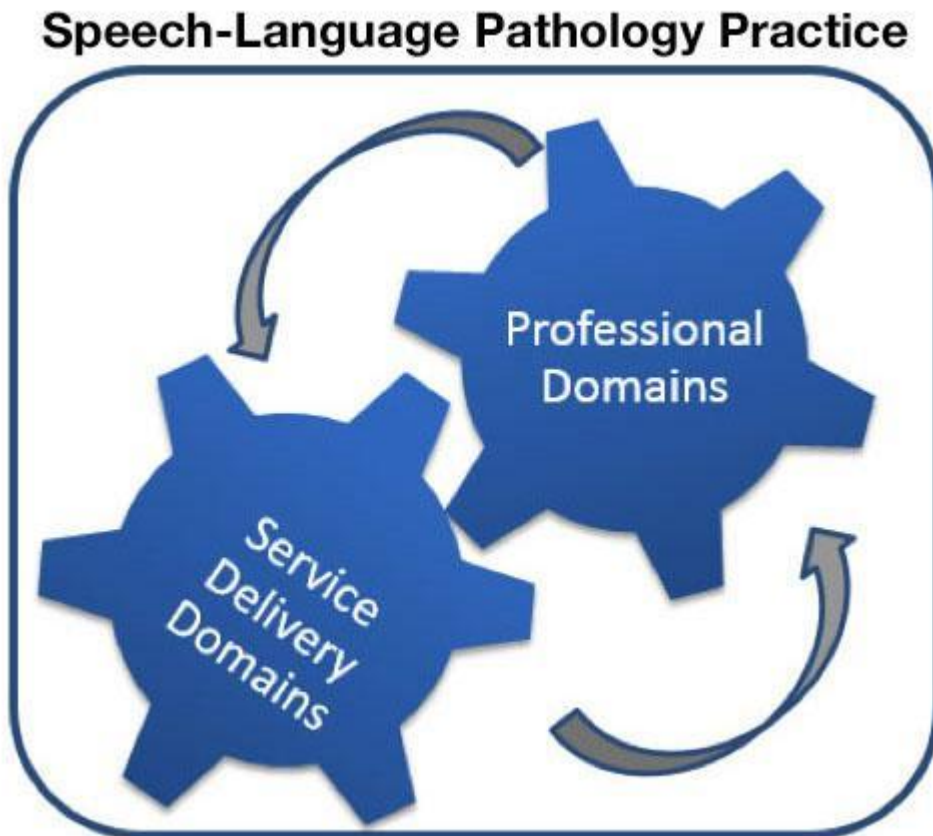 Speech-Language Pathology Practice
Professional
Domains
Service
Delivery
Domains